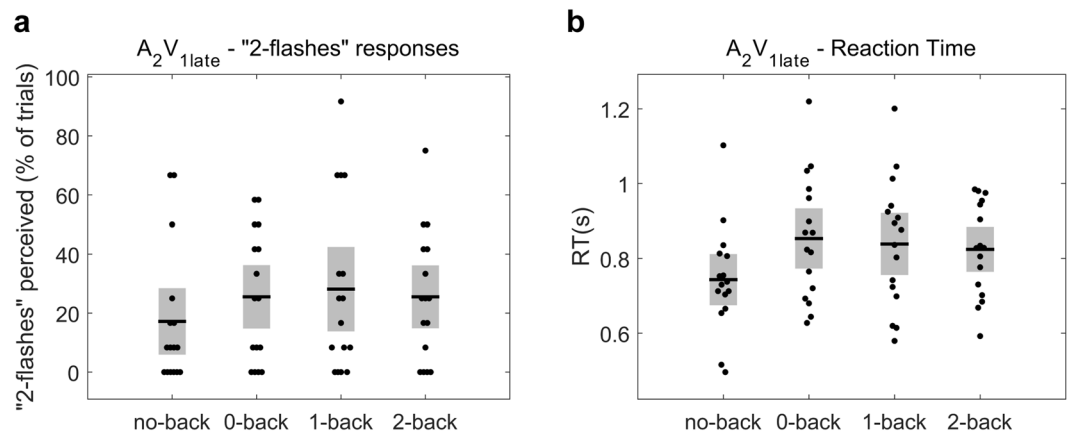 a
A2V1late - "2-flashes" responses
"2-flashes" perceived (% of trials)
100
80
60
40
20
0
no-back 0-back 1-back 2-back
b
A2V1late - Reaction Time
RT(s)
1.2
1
0.8
0.6
no-back 0-back 1-back 2-back